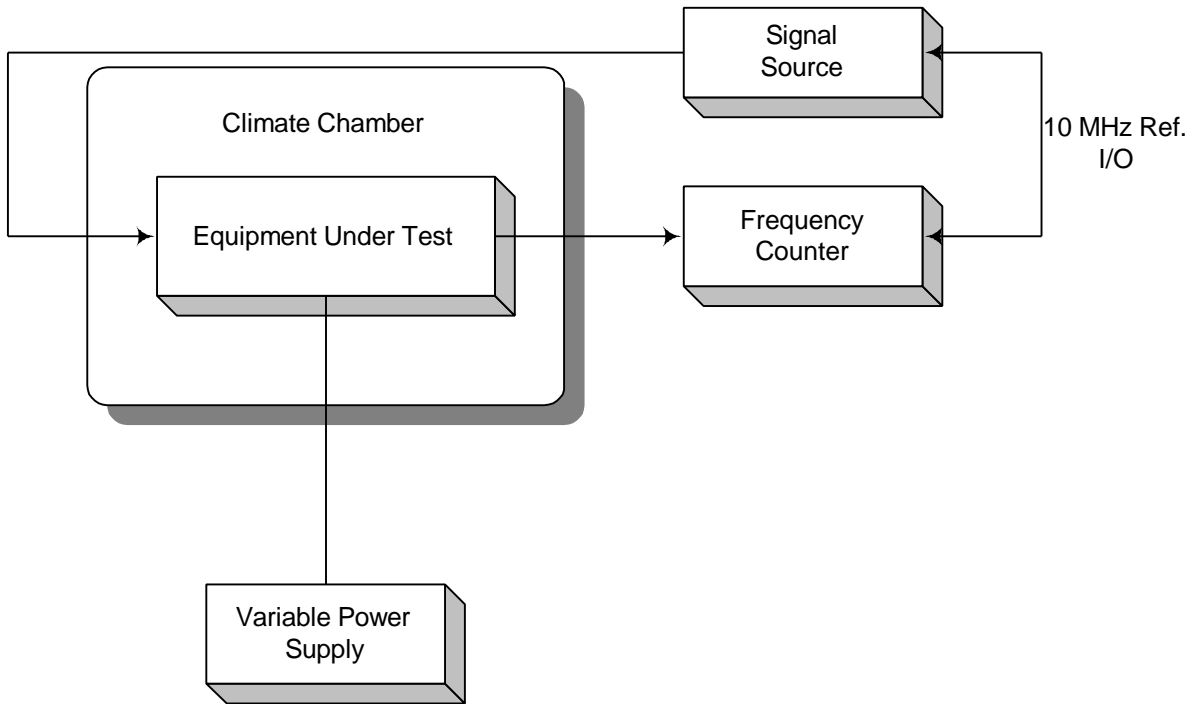 Signal
Source
Climate Chamber
10 MHz Ref.
I/O
Equipment Under Test
Frequency
Counter
Variable Power
Supply